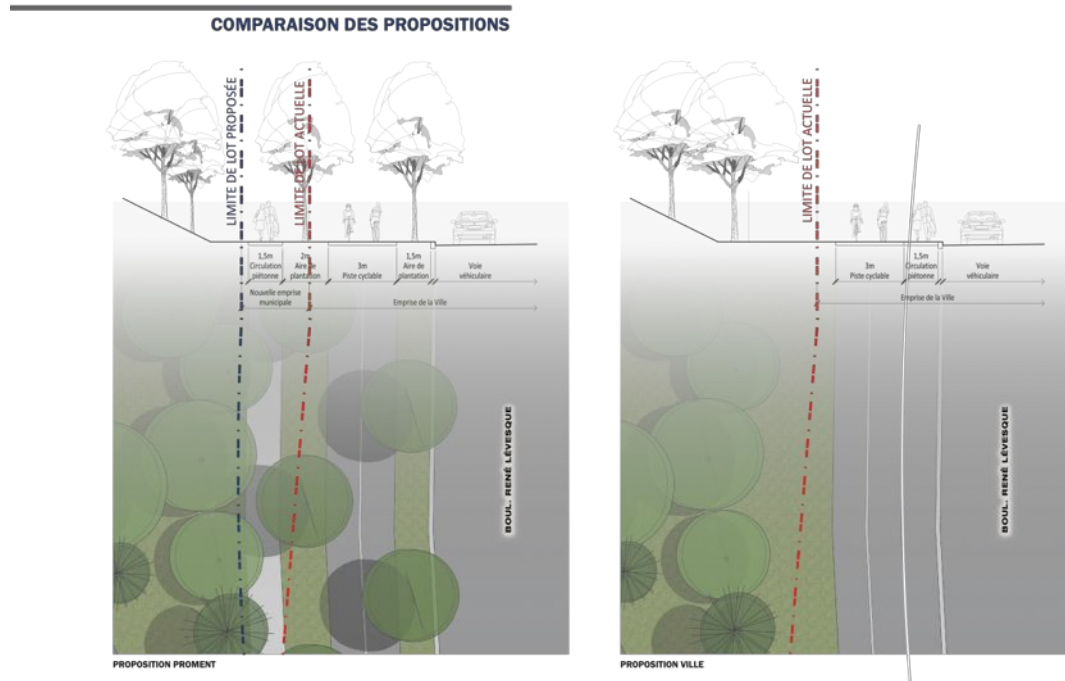 COMPARAISON DES PROPOSITIONS
LIMITE DE LOT PROPOSÉE
LIMITE DE LOT ACTUELLE
1,5m
Circulation
piétonne
2m
Aire de
plantation
3m
Piste cyclable
1,5m
Aire de
plantation
Voie
véhiculaire
Nouvelle emprise
municipale
Emprise de la Ville
BOUL. RENÉ LÉVESQUE
PROPOSITION PROMENT
LIMITE DE LOT ACTUELLE
3m
Piste cyclable
1,5m
Circulation
piétonne
Voie
véhiculaire
Emprise de la Ville
BOUL. RENÉ LÉVESQUE
PROPOSITION VILLE